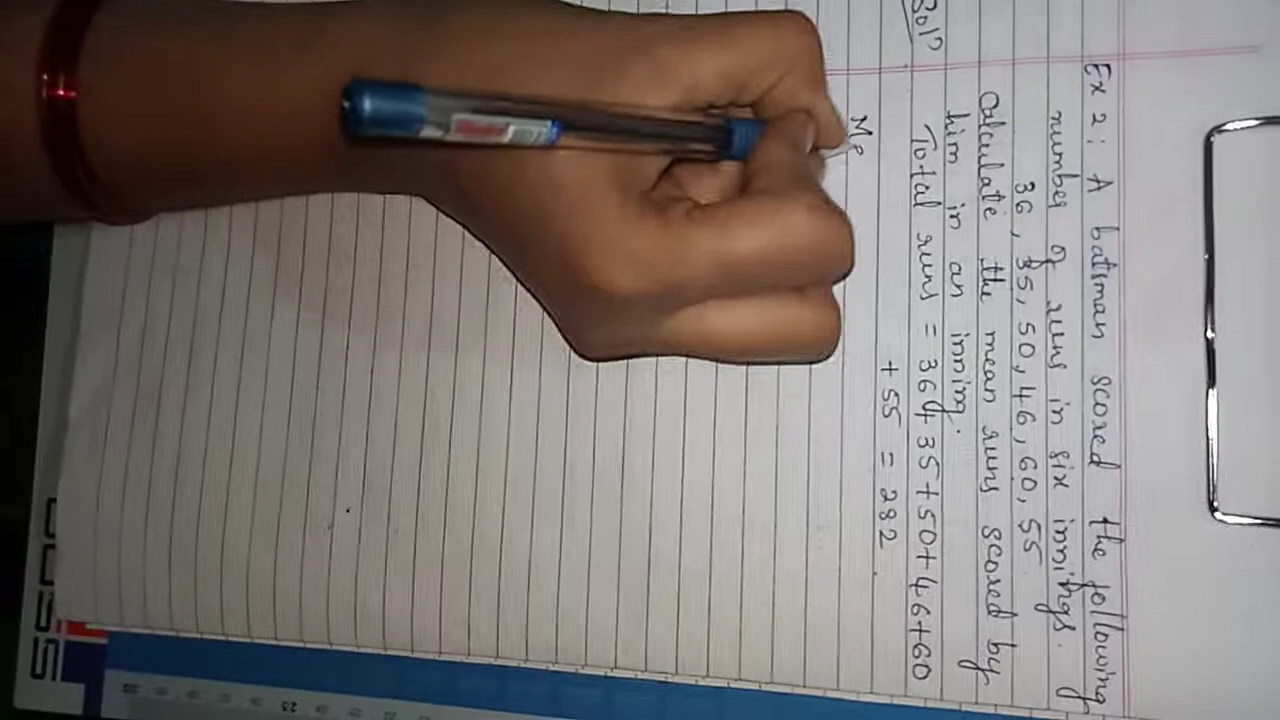 Ex 2: A batsman scored the following
number of runs in six innings.
36, 35, 50, 46, 60, 55
Calculate the mean runs scored by
him in an inning.
Solⁿ Total runs = 36+35+50+46+60
+ 55 = 282
Me